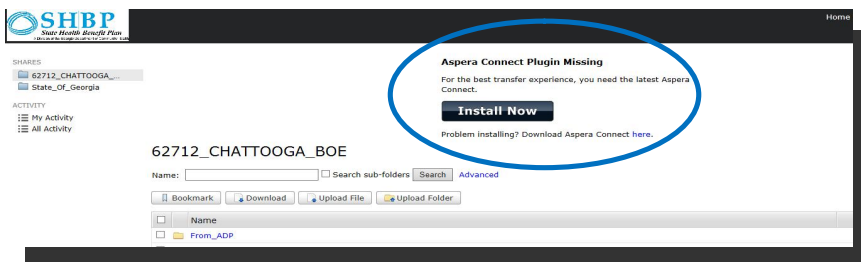 SHBP
State Health Benefit Plan
Home
SHARES
62712_CHATTOOGA_...
State_Of_Georgia
ACTIVITY
My Activity
All Activity
Aspera Connect Plugin Missing
For the best transfer experience, you need the latest Aspera
Connect.
Install Now
Problem installing? Download Aspera Connect here.
62712_CHATTOOGA_BOE
Name: Search sub-folders Search Advanced
Bookmark Download Upload File Upload Folder
Name
From_ADP